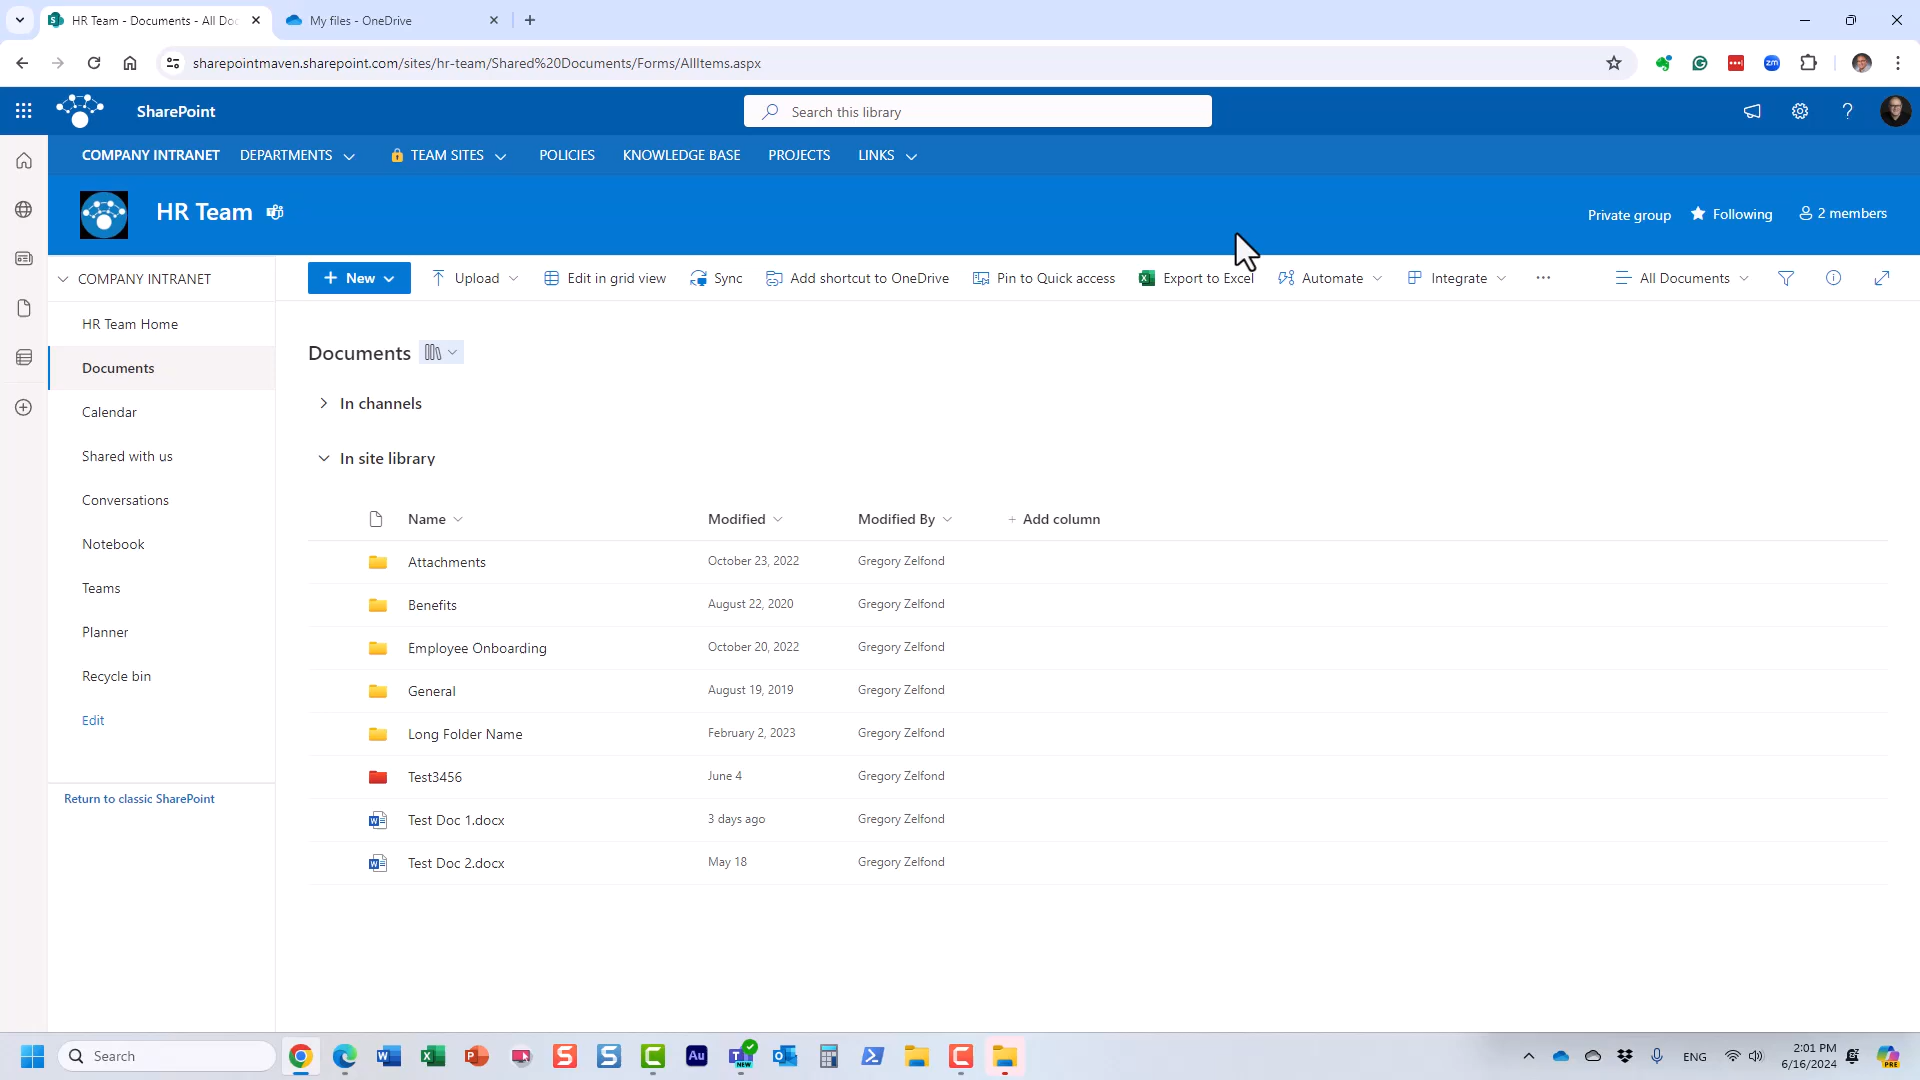 HR Team - Documents - All Doc
My files - OneDrive
sharepointmaven.sharepoint.com/sites/hr-team/Shared%20Documents/Forms/AllItems.aspx
zm
SharePoint
Search this library
COMPANY INTRANET DEPARTMENTS TEAM SITES POLICIES KNOWLEDGE BASE PROJECTS LINKS
HR Team
Private group Following 2 members
COMPANY INTRANET
HR Team Home
Documents
Calendar
Shared with us
Conversations
Notebook
Teams
Planner
Recycle bin
Edit
Return to classic SharePoint
+ New Upload Edit in grid view Sync Add shortcut to OneDrive Pin to Quick access Export to Excel Automate Integrate ... All Documents
Documents
In channels
In site library
Name Modified Modified By + Add column
Attachments October 23, 2022 Gregory Zelfond
Benefits August 22, 2020 Gregory Zelfond
Employee Onboarding October 20, 2022 Gregory Zelfond
General August 19, 2019 Gregory Zelfond
Long Folder Name February 2, 2023 Gregory Zelfond
Test3456 June 4 Gregory Zelfond
Test Doc 1.docx 3 days ago Gregory Zelfond
Test Doc 2.docx May 18 Gregory Zelfond
Search
Au
NEW
ENG
2:01 PM
6/16/2024
PRE